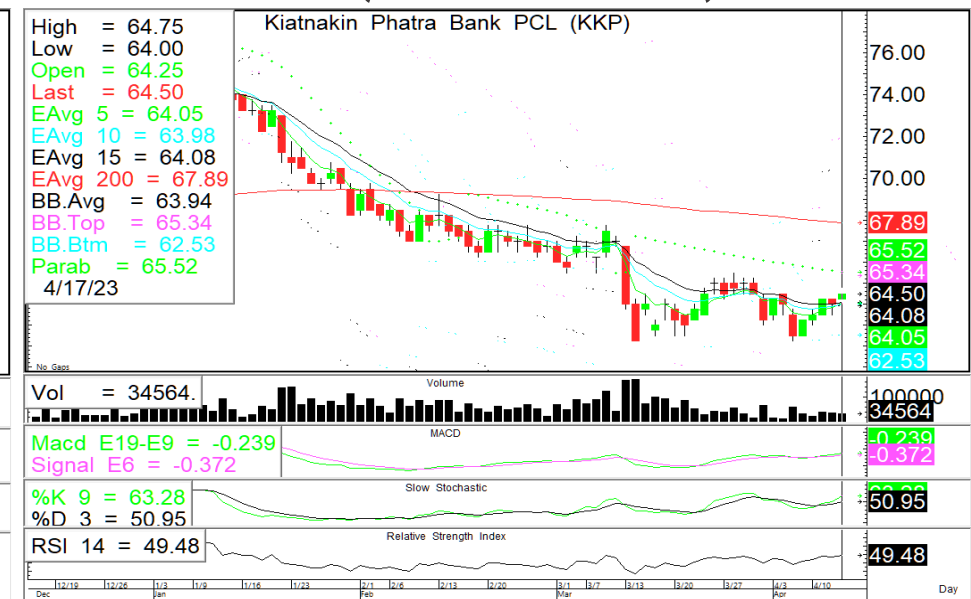 Kiatnakin Phatra Bank PCL (KKP)
High = 64.75
Low = 64.00
Open = 64.25
Last = 64.50
EAvg 5 = 64.05
EAvg 10 = 63.98
EAvg 15 = 64.08
EAvg 200 = 67.89
BB.Avg = 63.94
BB.Top = 65.34
BB.Btm = 62.53
Parab = 65.52
4/17/23
76.00
74.00
72.00
70.00
67.89
65.52
65.34
64.50
64.08
64.05
62.53
No Gaps
Volume
Vol = 34564.
100000
34564
MACD
Macd E19-E9 = -0.239
Signal E6 = -0.372
-0.239
-0.372
Slow Stochastic
%K 9 = 63.28
%D 3 = 50.95
50.95
Relative Strength Index
RSI 14 = 49.48
49.48
12/19 12/26 1/3 1/9 1/16 1/23 2/1 2/6 2/13 2/20 3/1 3/7 3/13 3/20 3/27 4/3 4/10
Dec Jan Feb Mar Apr
Day